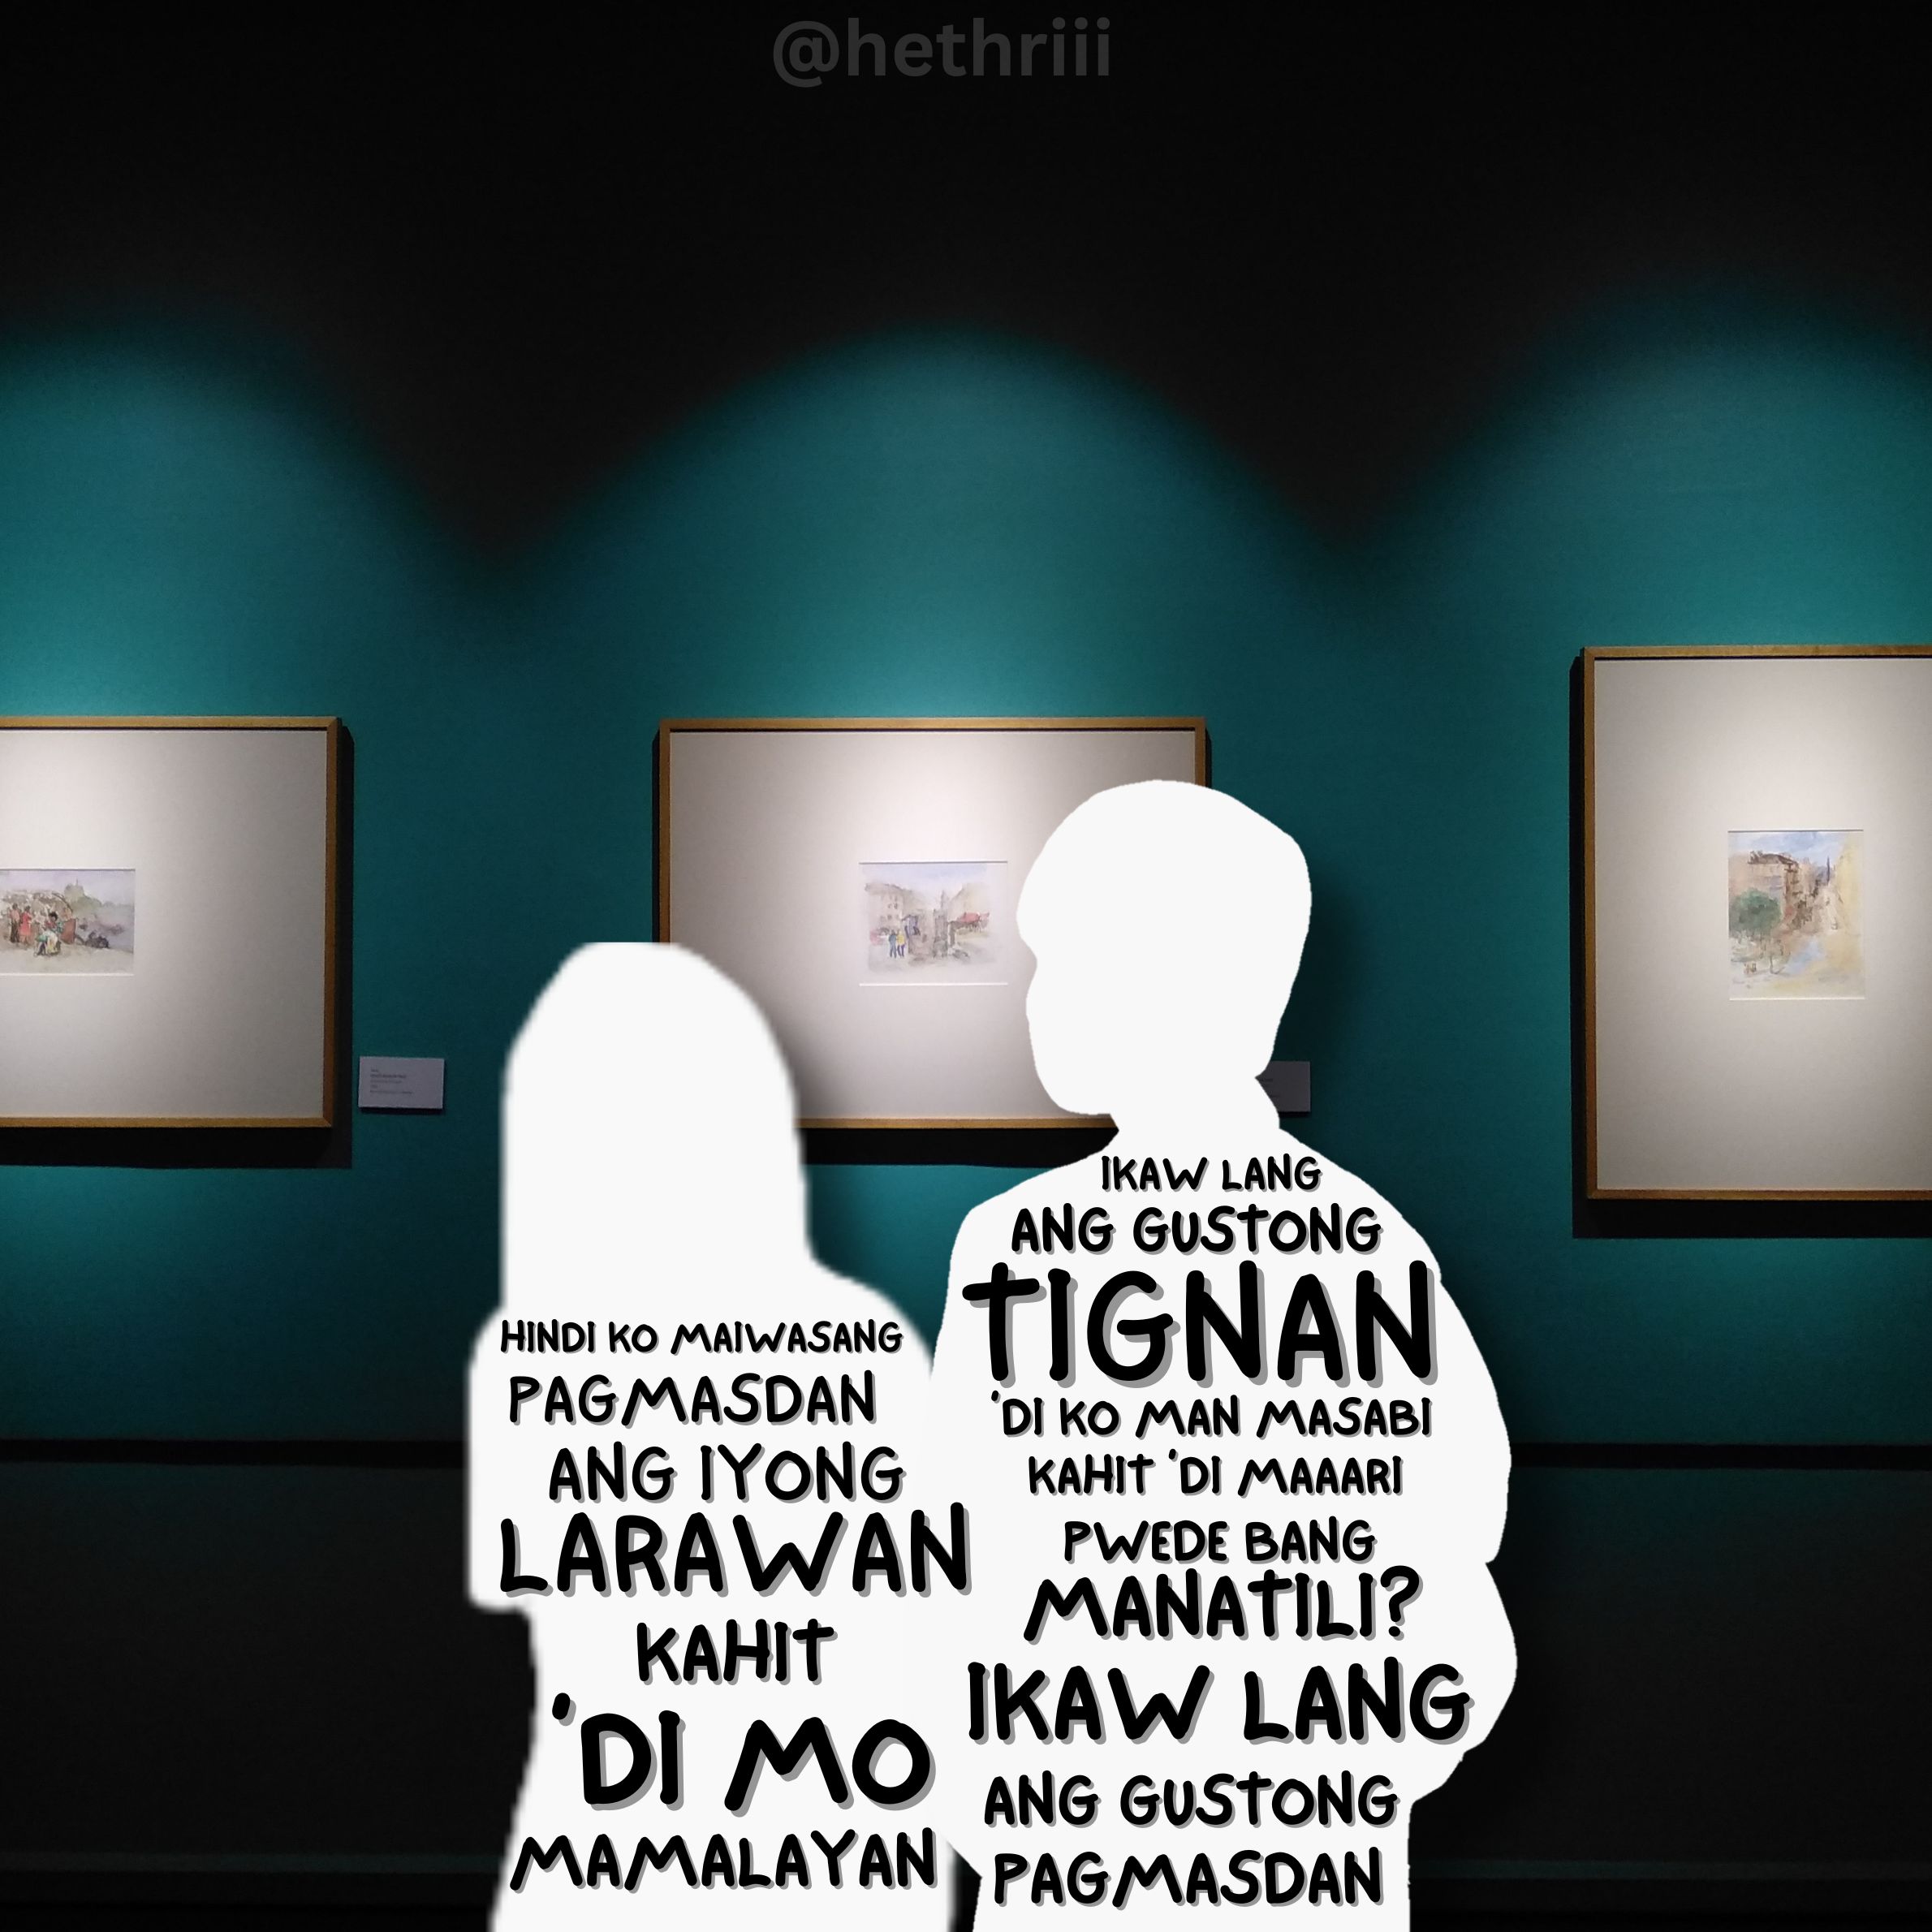 @hethriii
HINDI KO MAIWASANG
PAGMASDAN
ANG IYONG
LARAWAN
KAHIT
'DI MO
MAMALAYAN
IKAW LANG
ANG GUSTONG
TIGNAN
'DI KO MAN MASABI
KAHIT 'DI MAAARI
PWEDE BANG
MANATILI?
IKAW LANG
ANG GUSTONG
PAGMASDAN